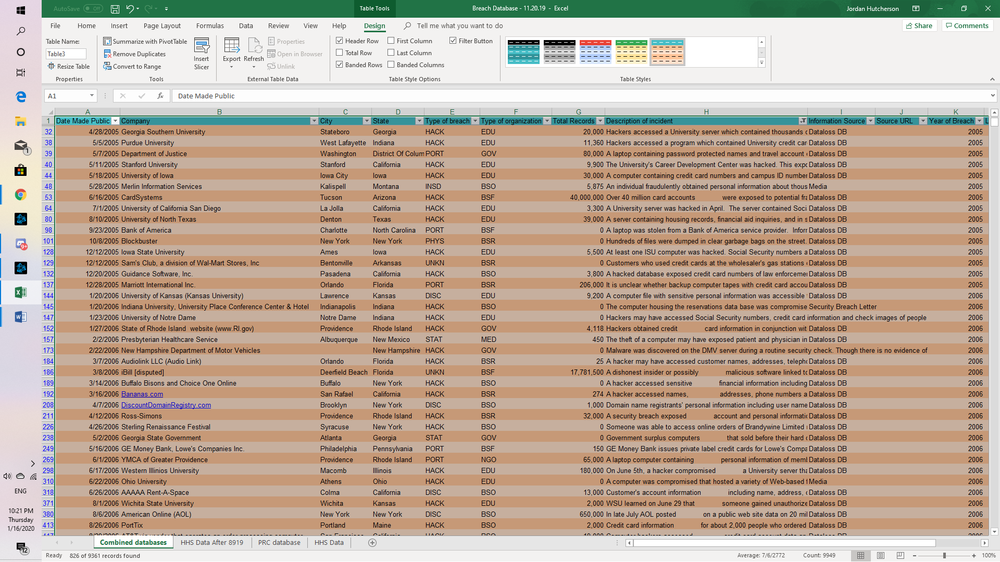 AutoSave Off
Table Tools
Breach Database - 11.20.19 - Excel
Jordan Hutcherson
File Home Insert Page Layout Formulas Data Review View Help Design Tell me what you want to do
Share Comments
Table Name:
Table3
Resize Table
Properties
Summarize with PivotTable
Remove Duplicates
Convert to Range
Insert Slicer
Tools
Export Refresh
Properties
Open in Browser
Unlink
External Table Data
Header Row First Column Filter Button
Total Row Last Column
Banded Rows Banded Columns
Table Style Options
Table Styles
A1 fx Date Made Public
A B C D E F G H I J K
1 Date Made Public Company City State Type of breach Type of organization Total Records Description of incident Information Source Source URL Year of Breach L
32 4/28/2005 Georgia Southern University Stateboro Georgia HACK EDU 20,000 Hackers accessed a University server which contained thousands Dataloss DB 2005
38 5/5/2005 Purdue University West Lafayette Indiana HACK EDU 11,360 Hackers accessed a program which contained University credit car Dataloss DB 2005
39 5/7/2005 Department of Justice Washington District Of Colum PORT GOV 80,000 A laptop containing password protected names and travel account Dataloss DB 2005
40 5/11/2005 Stanford University Stanford California HACK EDU 9,900 The University's Career Development Center was hacked. This expo Dataloss DB 2005
44 5/18/2005 University of Iowa Iowa City Iowa HACK EDU 30,000 A computer containing credit card numbers and campus ID number Dataloss DB 2005
48 5/28/2005 Merlin Information Services Kalispell Montana INSD BSO 5,875 An individual fraudulently obtained personal information about thous Media 2005
53 6/16/2005 CardSystems Tucson Arizona HACK BSF 40,000,000 Over 40 million card accounts were exposed to potential fra Dataloss DB 2005
64 7/1/2005 University of California San Diego La Jolla California HACK EDU 3,300 A University server was hacked in April. The server contained Soci Dataloss DB 2005
80 8/10/2005 University of North Texas Denton Texas HACK EDU 39,000 A server containing housing records, financial aid inquiries, and in s Dataloss DB 2005
98 9/23/2005 Bank of America Charlotte North Carolina PORT BSF 0 A laptop was stolen from a Bank of America service provider. Inforr Dataloss DB 2005
101 10/8/2005 Blockbuster New York New York PHYS BSR 0 Hundreds of files were dumped in clear garbage bags on the street. Dataloss DB 2005
128 12/12/2005 Iowa State University Ames Iowa HACK EDU 5,500 At least one ISU computer was hacked. Social Security numbers a Dataloss DB 2005
129 12/12/2005 Sam's Club, a division of Wal-Mart Stores, Inc Bentonville Arkansas UNKN BSR 0 Customers who used credit cards at the wholesaler's gas stations Dataloss DB 2005
132 12/20/2005 Guidance Software, Inc. Pasadena California HACK BSO 3,800 A hacked database exposed credit card numbers of law enforcemer Dataloss DB 2005
137 12/28/2005 Marriott International Inc. Orlando Florida PORT BSR 206,000 It is unclear whether backup computer tapes with credit card accou Dataloss DB 2005
144 1/20/2006 University of Kansas (Kansas University) Lawrence Kansas DISC EDU 9,200 A computer file with sensitive personal information was accessible Dataloss DB 2006
145 1/20/2006 Indiana University, University Place Conference Center & Hotel Indianapolis Indiana HACK BSO 0 The computer housing the reservations data base was compromise Security Breach Letter 2006
147 1/23/2006 University of Notre Dame Notre Dame Indiana HACK EDU 0 Hackers may have accessed Social Security numbers, credit card information and check images of people 2006
152 1/27/2006 State of Rhode Island website (www.RI.gov) Providence Rhode Island HACK GOV 4,118 Hackers obtained credit card information in conjunction wit Dataloss DB 2006
157 2/2/2006 Presbyterian Healthcare Service Albuquerque New Mexico STAT MED 450 The theft of a computer may have exposed patient and physician in Dataloss DB 2006
173 2/22/2006 New Hampshire Department of Motor Vehicles New Hampshire HACK GOV 0 Malware was discovered on the DMV server during a routine security check. Though there is no evidence of 2006
184 3/7/2006 Audiolink LLC (Audio Link) Orlando Florida HACK BSR 25 A hacker may have accessed customer names, addresses, teleph Dataloss DB 2006
186 3/8/2006 iBill [disputed] Deerfield Beach Florida UNKN BSF 17,781,500 A dishonest insider or possibly malicious software linked to Dataloss DB 2006
189 3/14/2006 Buffalo Bisons and Choice One Online Buffalo New York HACK BSO 0 A hacker accessed sensitive financial information including Dataloss DB 2006
192 3/16/2006 Bananas.com San Rafael California HACK BSR 274 A hacker accessed names, addresses, phone numbers a Dataloss DB 2006
208 4/7/2006 DiscountDomainRegistry.com Brooklyn New York DISC BSO 1,000 Domain name registrants' personal information including user name Dataloss DB 2006
211 4/12/2006 Ross-Simons Providence Rhode Island HACK BSR 32,000 A security breach exposed account and personal informatic Dataloss DB 2006
226 4/26/2006 Sterling Renaissance Festival Syracuse New York HACK BSO 0 Someone was able to access online orders of Brandywine Limited Dataloss DB 2006
238 5/2/2006 Georgia State Government Atlanta Georgia STAT GOV 0 Government surplus computers that sold before their hard Dataloss DB 2006
249 5/16/2006 GE Money Bank, Lowe's Companies Inc. Philadelphia Pennsylvania PORT BSF 150 GE Money Bank issues private label credit cards for Lowe's Compa Dataloss DB 2006
269 6/1/2006 YMCA of Greater Providence Providence Rhode Island PORT NGO 65,000 A laptop computer containing personal information of meml Dataloss DB 2006
298 6/17/2006 Western Illinios University Macomb Illinois HACK EDU 180,000 On June 5th, a hacker compromised a University server tha Dataloss DB 2006
310 6/22/2006 Ohio University Athens Ohio HACK EDU 0 A computer was compromised that hosted a variety of Web-based Media 2006
318 6/26/2006 AAAAA Rent-A-Space Colma California DISC BSO 13,000 Customer's account information including name, address, Dataloss DB 2006
371 8/1/2006 Wichita State University Wichita Kansas HACK EDU 2,000 WSU learned on June 29 that someone gained unauthorize Dataloss DB 2006
380 8/6/2006 American Online (AOL) New York New York DISC BSO 650,000 In late July AOL posted on a public web site data on 20 mil Dataloss DB 2006
413 8/26/2006 PortTix Portland Maine HACK BSO 2,000 Credit card information for about 2,000 people who ordered Dataloss DB 2006
Combined databases HHS Data After 8919 PRC database HHS Data
Ready 826 of 9361 records found Average: 7/6/2772 Count: 9949 100%
1
9+
ENG
10:21 PM
Thursday
1/16/2020
12